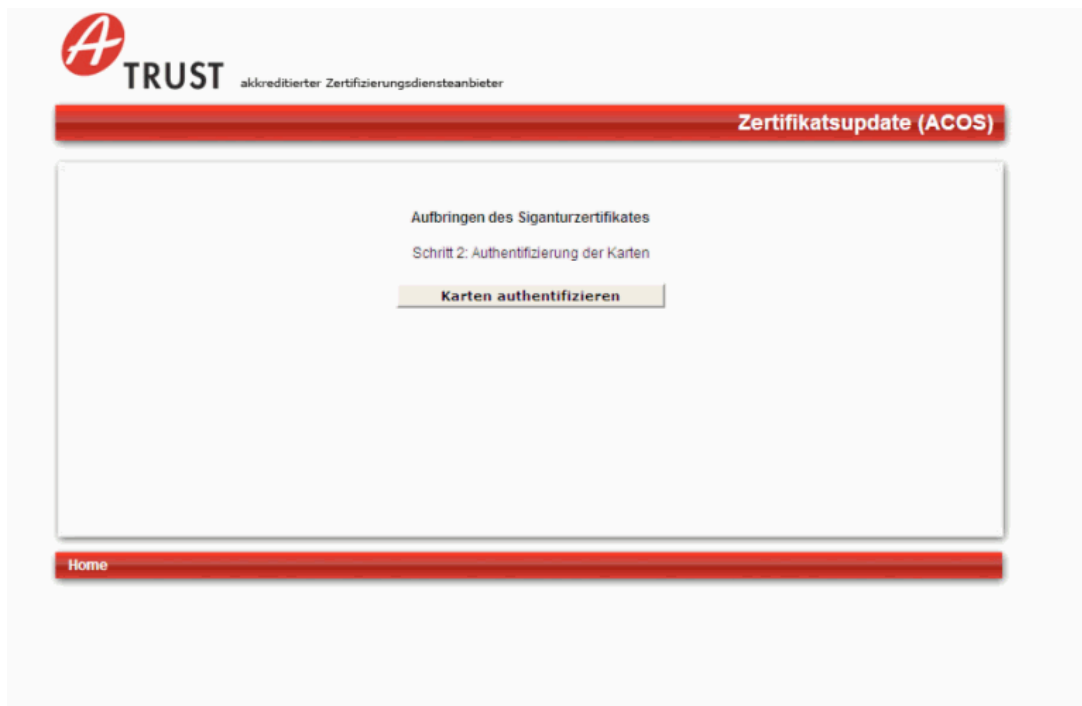 A
TRUST akkreditierter Zertifizierungsdiensteanbieter
Zertifikatsupdate (ACOS)
Aufbringen des Siganturzertifikates
Schritt 2: Authentifizierung der Karten
Karten authentifizieren
Home